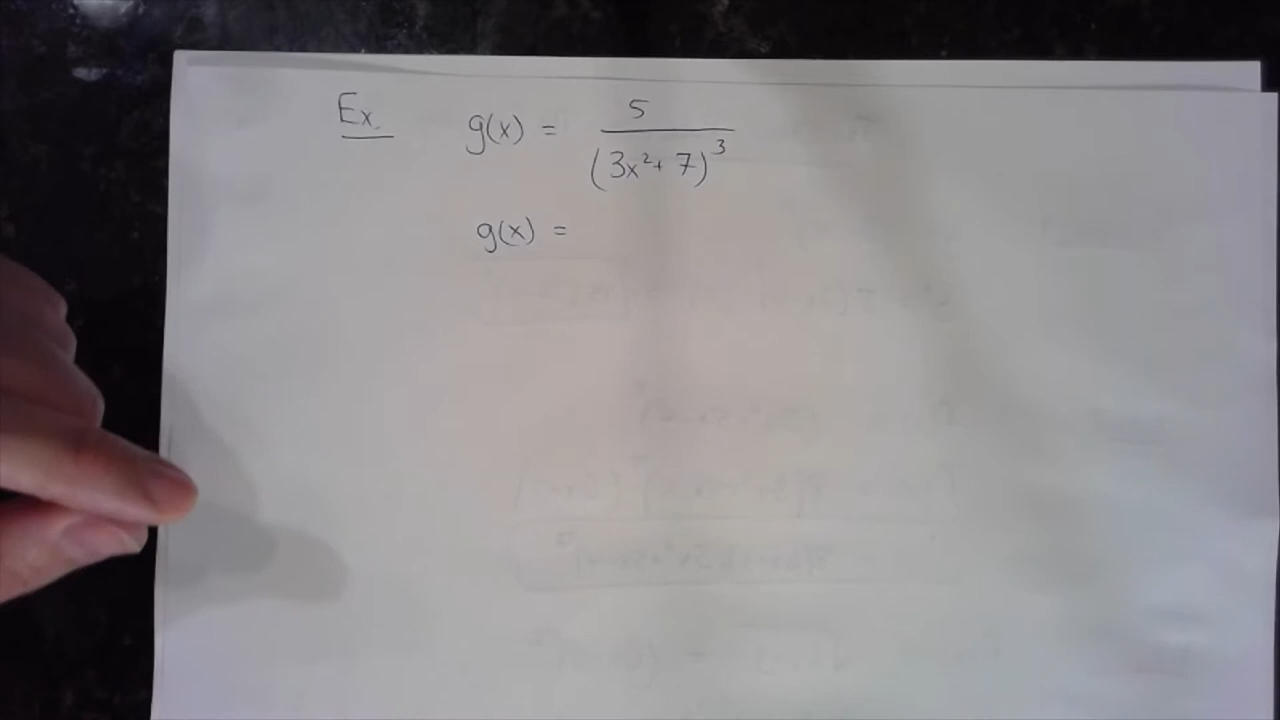 Ex. g(x) = 5 / (3x² + 7)³
g(x) =